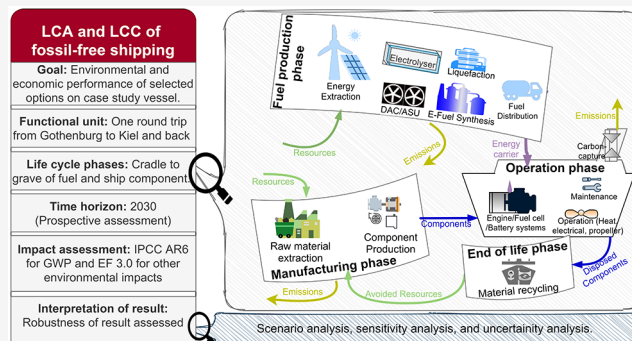 LCA and LCC of
fossil-free shipping
Goal: Environmental and
economic performance of selected
options on case study vessel.
Functional unit: One round trip
from Gothenburg to Kiel and back
Life cycle phases: Cradle to
grave of fuel and ship component
Time horizon: 2030
(Prospective assessment)
Impact assessment: IPCC AR6
for GWP and EF 3.0 for other
environmental impacts
Interpretation of result:
Robustness of result assessed
Fuel production
phase
Energy
Extraction
Electrolyser
Liquefaction
DAC/ASU
E-Fuel Synthesis
Fuel
Distribution
Resources
Emissions
Energy
carrier
Emissions
Carbon
capture
Operation phase
Maintenance
Engine/Fuel cell
/Battery systems
Operation (Heat,
electrical, propeller)
Resources
Raw material
extraction
Component
Production
Manufacturing phase
Components
End of life phase
Material recycling
Disposed
Components
Emissions
Avoided Resources
Scenario analysis, sensitivity analysis, and uncertainity analysis.